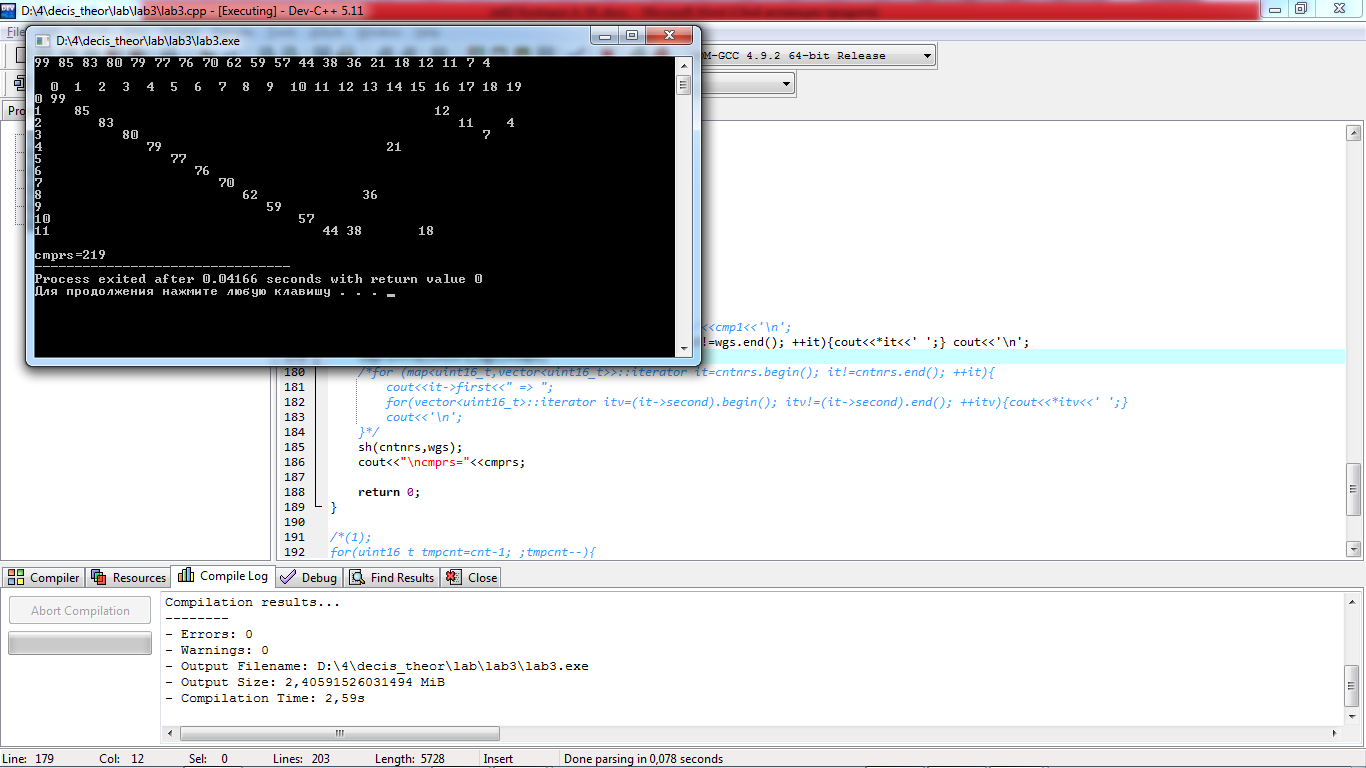 D:\4\decis_theor\lab\lab3\lab3.cpp - [Executing] - Dev-C++ 5.11
D:\4\decis_theor\lab\lab3\lab3.exe
99 85 83 80 79 77 76 70 62 59 57 44 38 36 21 18 12 11 7 4
0 1 2 3 4 5 6 7 8 9 10 11 12 13 14 15 16 17 18 19
0 99
1 85 12
2 83 11 4
3 80 7
4 79 21
5 77
6 76
7 70
8 62 36
9 59
10 57
11 44 38 18
cmprs=219
--------------------------------
Process exited after 0.04166 seconds with return value 0
Для продолжения нажмите любую клавишу . . .
DM-GCC 4.9.2 64-bit Release
<<cmp1<<'\n';
!=wgs.end(); ++it){cout<<*it<<' ';} cout<<'\n';
180 /*for (map<uint16_t,vector<uint16_t>>::iterator it=cntnrs.begin(); it!=cntnrs.end(); ++it){
181 cout<<it->first<<" => ";
182 for(vector<uint16_t>::iterator itv=(it->second).begin(); itv!=(it->second).end(); ++itv){cout<<*itv<<' ';}
183 cout<<'\n';
184 }*/
185 sh(cntnrs,wgs);
186 cout<<"\ncmprs="<<cmprs;
187
188 return 0;
189 }
190
191 /*(1);
192 for(uint16_t tmpcnt=cnt-1; ;tmpcnt--){
Compiler Resources Compile Log Debug Find Results Close
Abort Compilation
Compilation results...
--------
- Errors: 0
- Warnings: 0
- Output Filename: D:\4\decis_theor\lab\lab3\lab3.exe
- Output Size: 2,40591526031494 MiB
- Compilation Time: 2,59s
Line: 179 Col: 12 Sel: 0 Lines: 203 Length: 5728 Insert Done parsing in 0,078 seconds